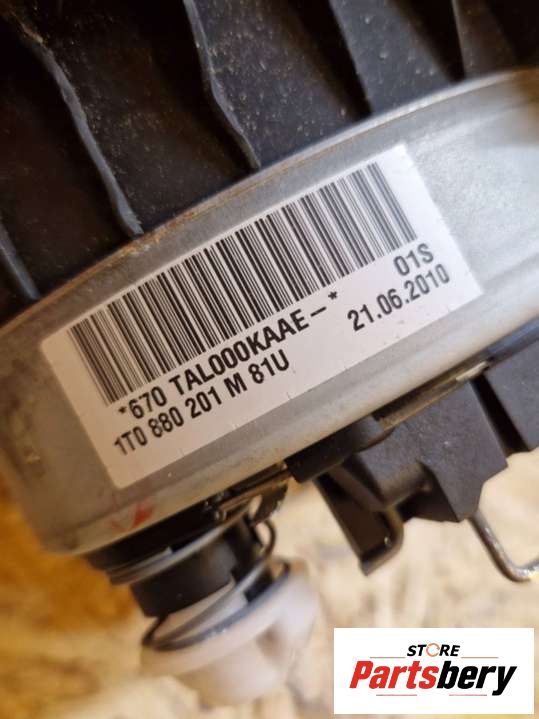 01S
*670 TAL000KAAE-* 21.06.2010
1T0 880 201 M 81U
STORE
Partsbery